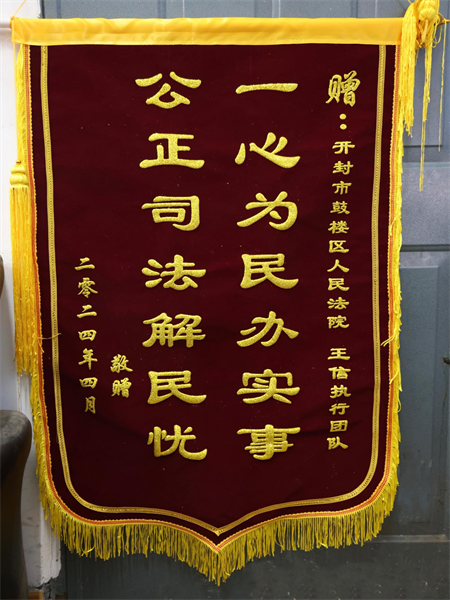 赠：开封市鼓楼区人民法院 王信执行团队
一心为民办实事
公正司法解民忧
敬赠
二零二四年四月